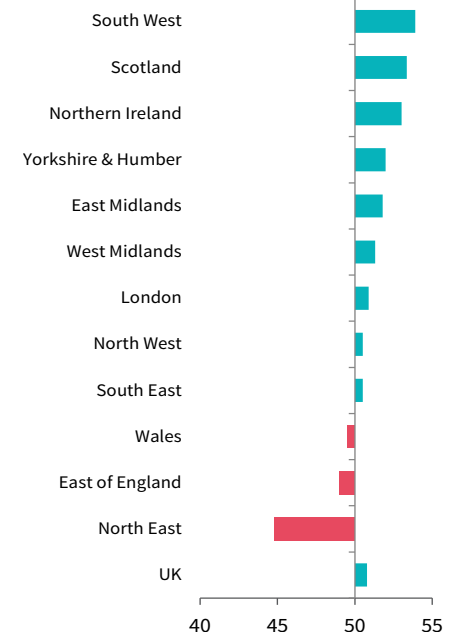 South West
Scotland
Northern Ireland
Yorkshire & Humber
East Midlands
West Midlands
London
North West
South East
Wales
East of England
North East
UK
40 45 50 55